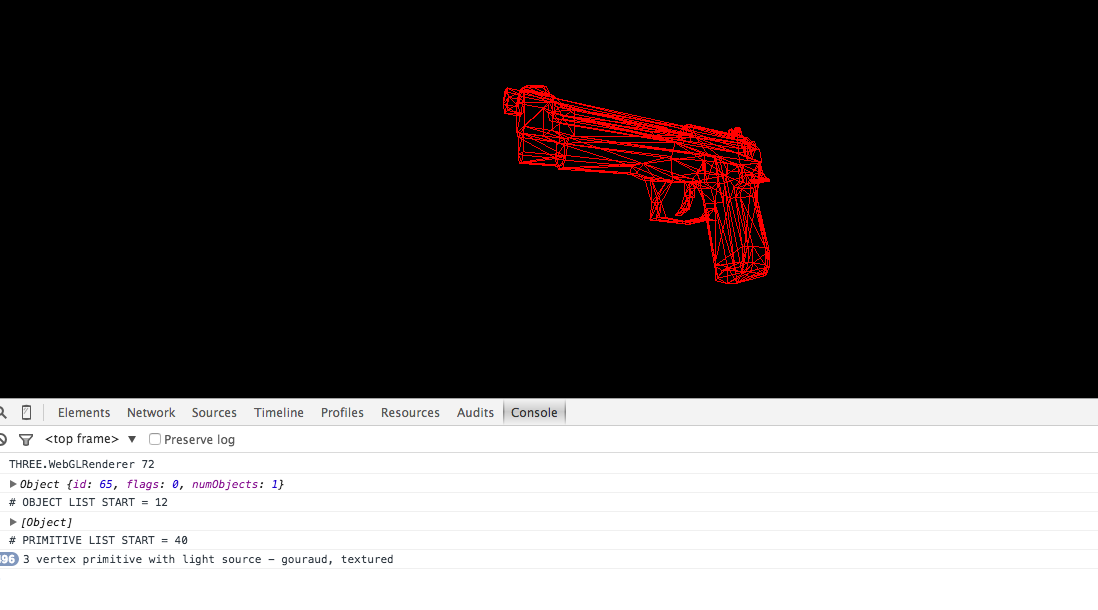 Elements Network Sources Timeline Profiles Resources Audits Console
<top frame> ▼ Preserve log
THREE.WebGLRenderer 72
Object {id: 65, flags: 0, numObjects: 1}
# OBJECT LIST START = 12
[Object]
# PRIMITIVE LIST START = 40
496 3 vertex primitive with light source - gouraud, textured